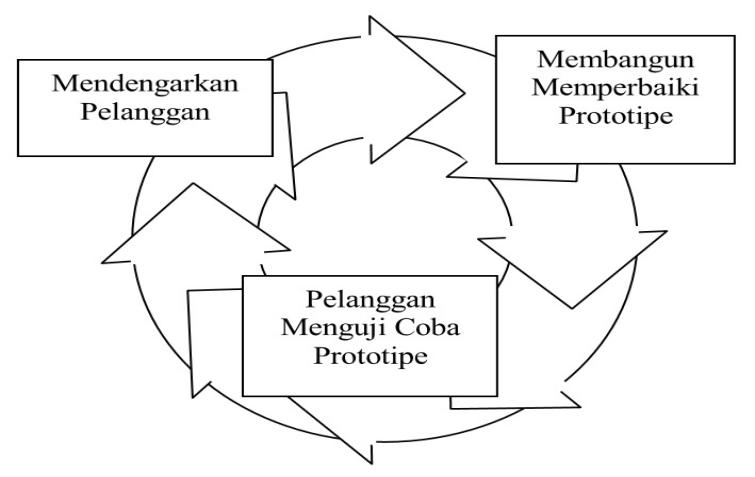 Mendengarkan
Pelanggan
Membangun
Memperbaiki
Prototipe
Pelanggan
Menguji Coba
Prototipe